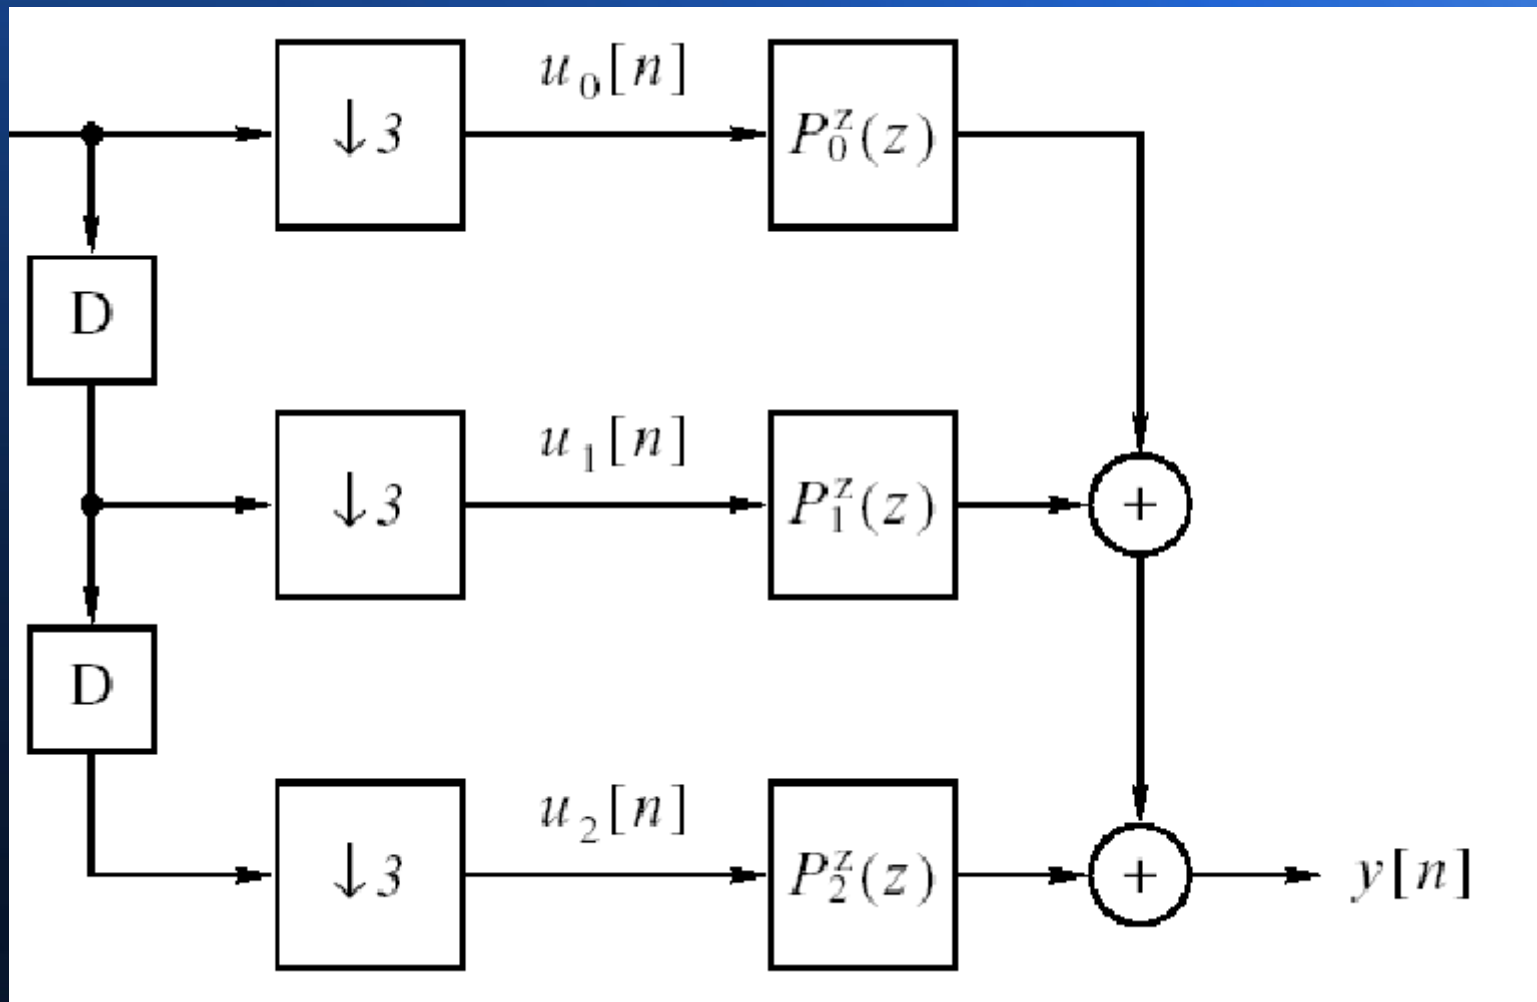 ↓3 u₀[n] P₀ᶻ(z)
D
↓3 u₁[n] P₁ᶻ(z) +
D
↓3 u₂[n] P₂ᶻ(z) + y[n]